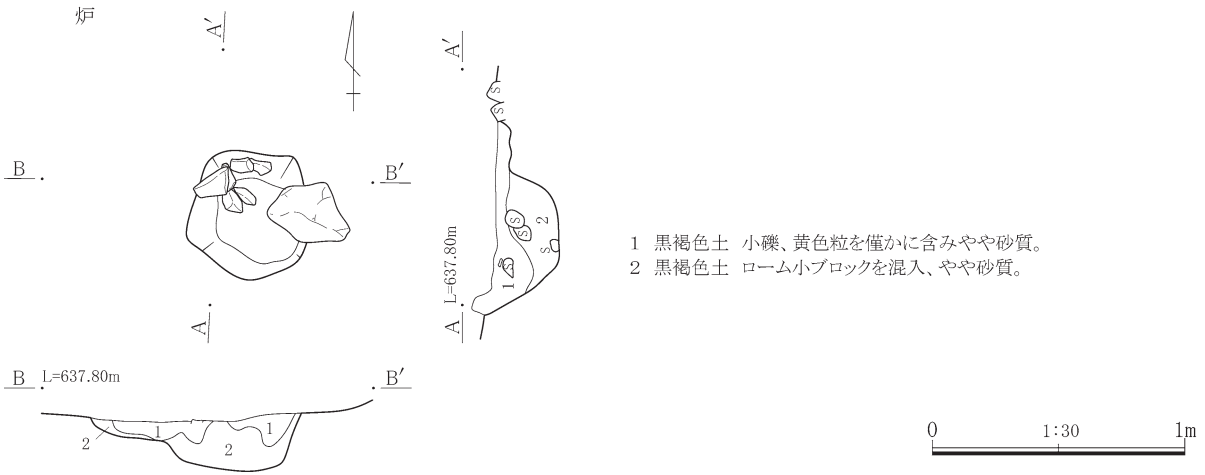 炉
A′
A
B
B′
A′
L=637.80m
A
S
S
S
S
2
S
S
1
B
L=637.80m
B′
1
1
2
2
1 黒褐色土 小礫、黄色粒を僅かに含みやや砂質。
2 黒褐色土 ローム小ブロックを混入、やや砂質。
0 1:30 1m